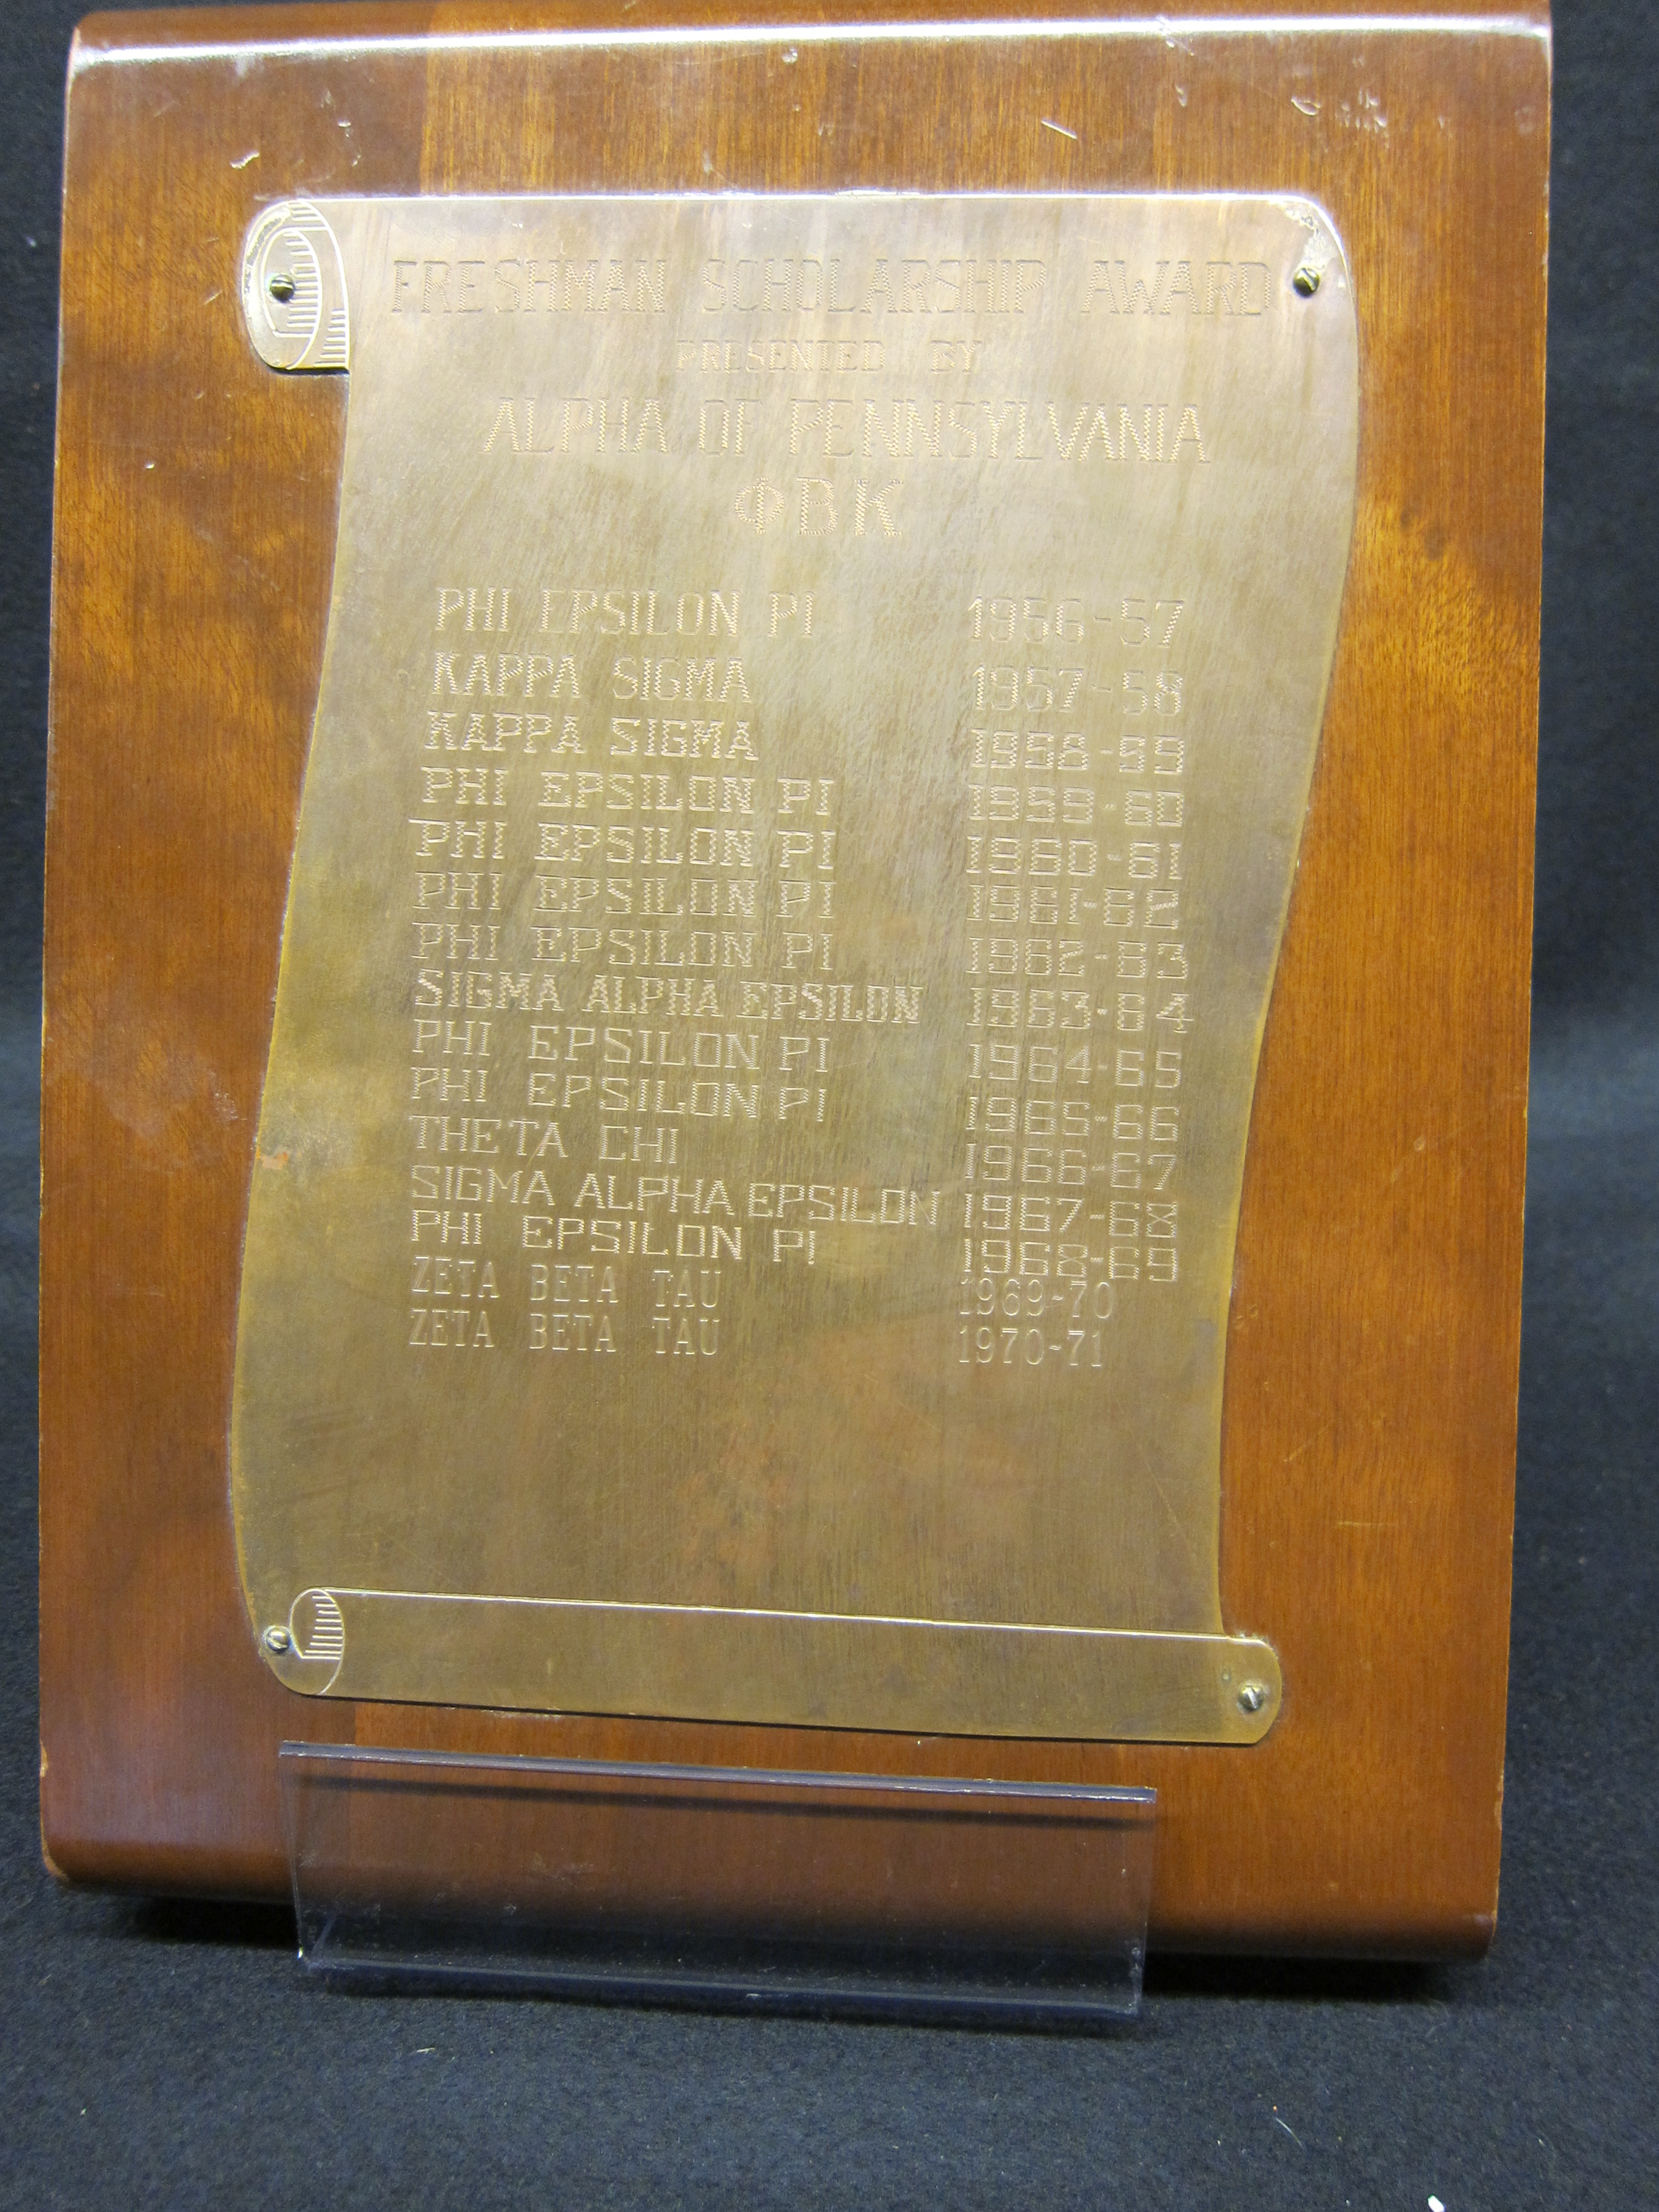 FRESHMAN SCHOLARSHIP AWARD
PRESENTED BY
ALPHA OF PENNSYLVANIA
ΦΒΚ
PHI EPSILON PI 1956-57
KAPPA SIGMA 1957-58
KAPPA SIGMA 1958-59
PHI EPSILON PI 1959-60
PHI EPSILON PI 1960-61
PHI EPSILON PI 1961-62
PHI EPSILON PI 1962-63
SIGMA ALPHA EPSILON 1963-64
PHI EPSILON PI 1964-65
PHI EPSILON PI 1965-66
THETA CHI 1966-67
SIGMA ALPHA EPSILON 1967-68
PHI EPSILON PI 1968-69
ZETA BETA TAU 1969-70
ZETA BETA TAU 1970-71